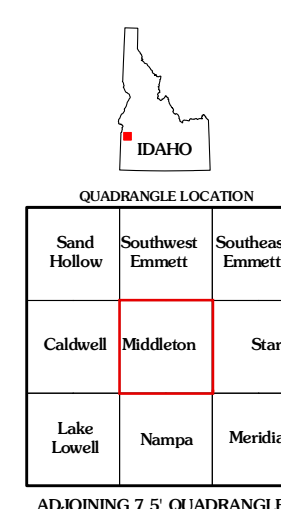 IDAHO
QUADRANGLE LOCATION
Sand Hollow
Southwest Emmett
Southeas Emmett
Caldwell
Middleton
Star
Lake Lowell
Nampa
Meridia
ADJOINING 7.5' QUADRANGLE